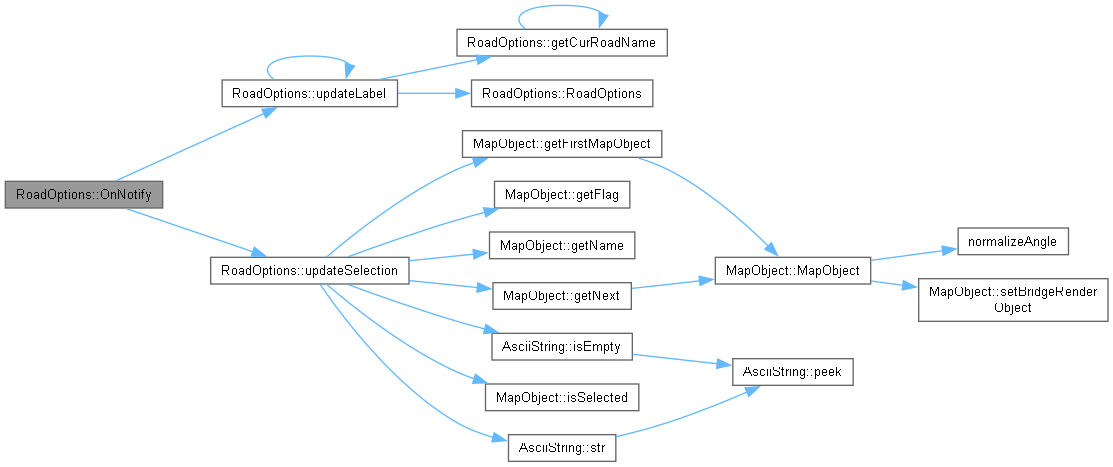 RoadOptions::getCurRoadName
RoadOptions::updateLabel
RoadOptions::RoadOptions
MapObject::getFirstMapObject
RoadOptions::OnNotify
MapObject::getFlag
MapObject::getName
normalizeAngle
RoadOptions::updateSelection
MapObject::MapObject
MapObject::getNext
MapObject::setBridgeRender
Object
AsciiString::isEmpty
AsciiString::peek
MapObject::isSelected
AsciiString::str